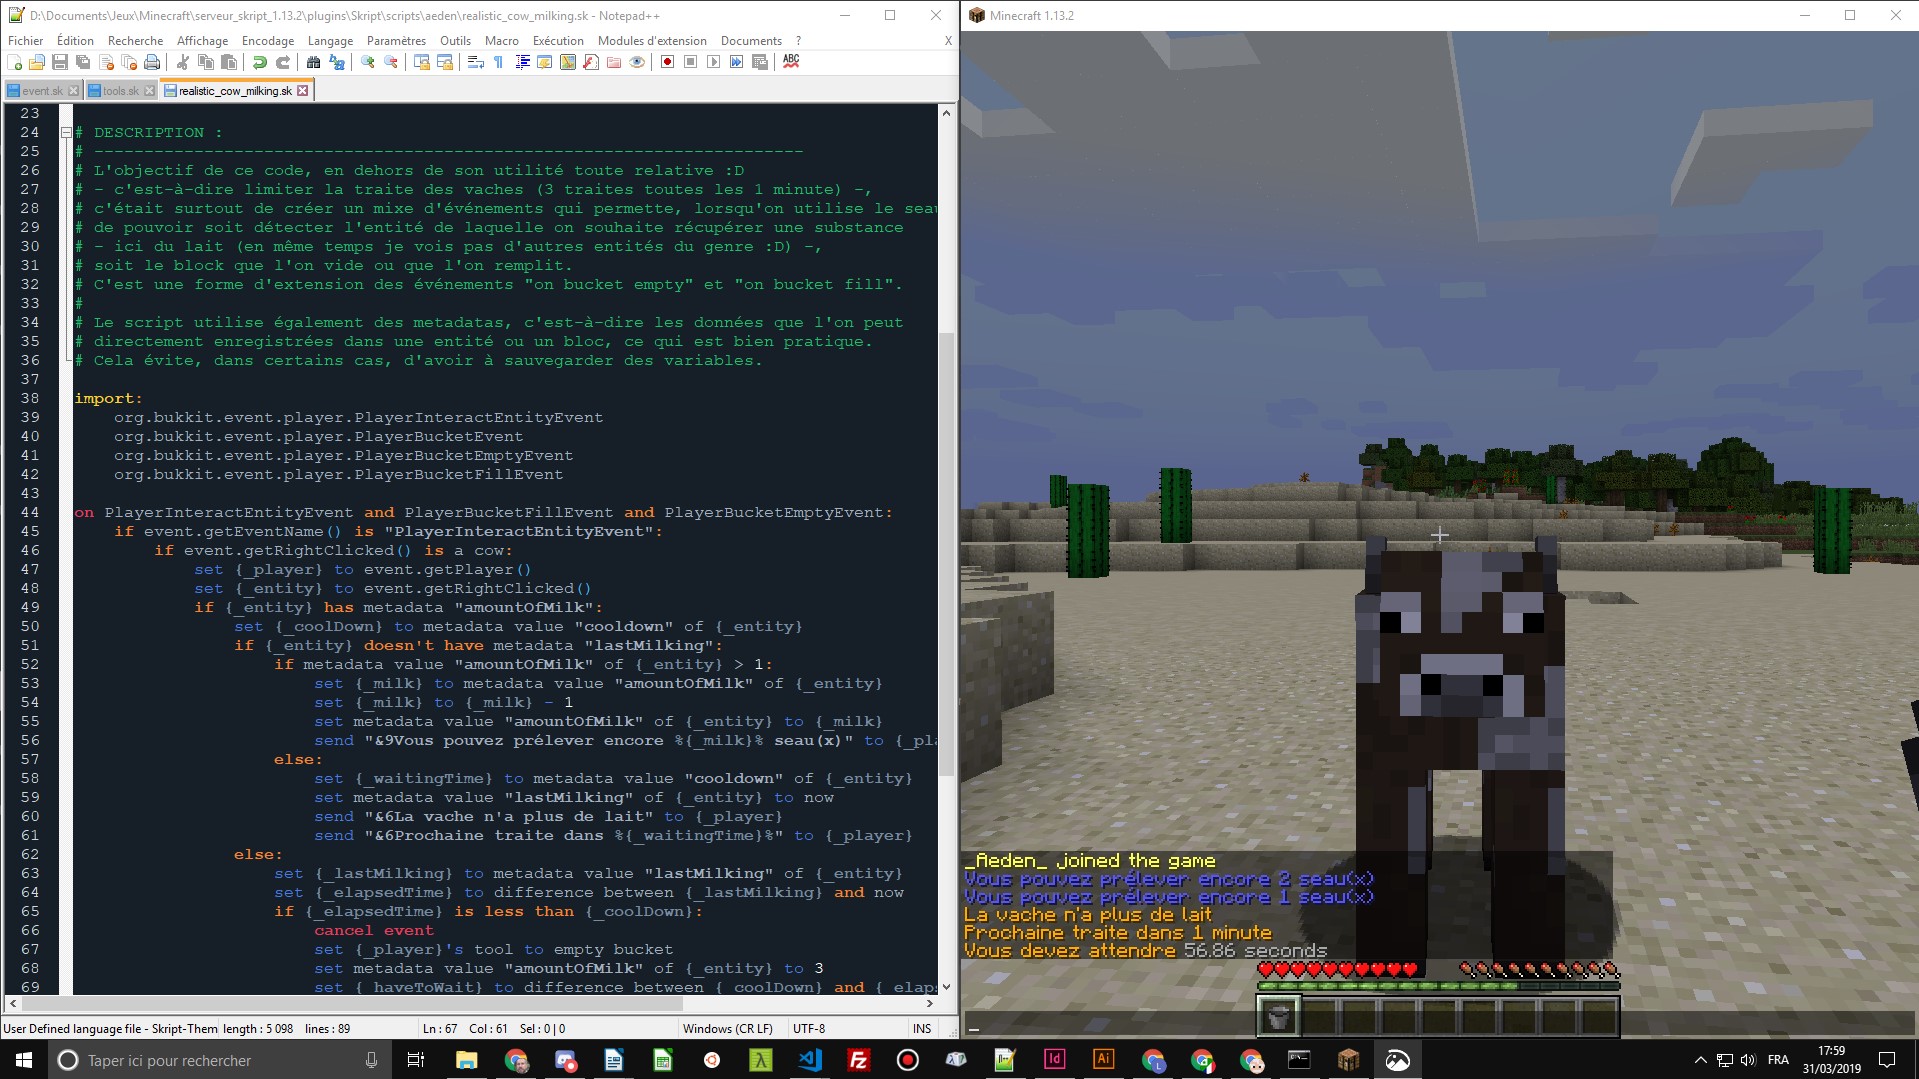 D:\Documents\Jeux\Minecraft\serveur_skript_1.13.2\plugins\Skript\scripts\aeden\realistic_cow_milking.sk - Notepad++
Fichier Édition Recherche Affichage Encodage Langage Paramètres Outils Macro Exécution Modules d'extension Documents ? X
event.sk tools.sk realistic_cow_milking.sk
23
24 # DESCRIPTION :
25 # -----------------------------------------------------------------------
26 # L'objectif de ce code, en dehors de son utilité toute relative :D
27 # - c'est-à-dire limiter la traite des vaches (3 traites toutes les 1 minute) -,
28 # c'était surtout de créer un mixe d'événements qui permette, lorsqu'on utilise le seau
29 # de pouvoir soit détecter l'entité de laquelle on souhaite récupérer une substance
30 # - ici du lait (en même temps je vois pas d'autres entités du genre :D) -,
31 # soit le block que l'on vide ou que l'on remplit.
32 # C'est une forme d'extension des événements "on bucket empty" et "on bucket fill".
33 #
34 # Le script utilise également des metadatas, c'est-à-dire les données que l'on peut
35 # directement enregistrées dans une entité ou un bloc, ce qui est bien pratique.
36 # Cela évite, dans certains cas, d'avoir à sauvegarder des variables.
37
38 import:
39 org.bukkit.event.player.PlayerInteractEntityEvent
40 org.bukkit.event.player.PlayerBucketEvent
41 org.bukkit.event.player.PlayerBucketEmptyEvent
42 org.bukkit.event.player.PlayerBucketFillEvent
43
44 on PlayerInteractEntityEvent and PlayerBucketFillEvent and PlayerBucketEmptyEvent:
45 if event.getEventName() is "PlayerInteractEntityEvent":
46 if event.getRightClicked() is a cow:
47 set {_player} to event.getPlayer()
48 set {_entity} to event.getRightClicked()
49 if {_entity} has metadata "amountOfMilk":
50 set {_coolDown} to metadata value "cooldown" of {_entity}
51 if {_entity} doesn't have metadata "lastMilking":
52 if metadata value "amountOfMilk" of {_entity} > 1:
53 set {_milk} to metadata value "amountOfMilk" of {_entity}
54 set {_milk} to {_milk} - 1
55 set metadata value "amountOfMilk" of {_entity} to {_milk}
56 send "&9Vous pouvez prélever encore %{_milk}% seau(x)" to {_pla
57 else:
58 set {_waitingTime} to metadata value "cooldown" of {_entity}
59 set metadata value "lastMilking" of {_entity} to now
60 send "&6La vache n'a plus de lait" to {_player}
61 send "&6Prochaine traite dans %{_waitingTime}%" to {_player}
62 else:
63 set {_lastMilking} to metadata value "lastMilking" of {_entity}
64 set {_elapsedTime} to difference between {_lastMilking} and now
65 if {_elapsedTime} is less than {_coolDown}:
66 cancel event
67 set {_player}'s tool to empty bucket
68 set metadata value "amountOfMilk" of {_entity} to 3
69 set {_haveToWait} to difference between {_coolDown} and {_elap
User Defined language file - Skript-Them length : 5 098 lines : 89 Ln : 67 Col : 61 Sel : 0 | 0 Windows (CR LF) UTF-8 INS
Minecraft 1.13.2
_Aeden_ joined the game
Vous pouvez prélever encore 2 seau(x)
Vous pouvez prélever encore 1 seau(x)
La vache n'a plus de lait
Prochaine traite dans 1 minute
Vous devez attendre 56.86 seconds
_
Taper ici pour rechercher
FRA
17:59
31/03/2019